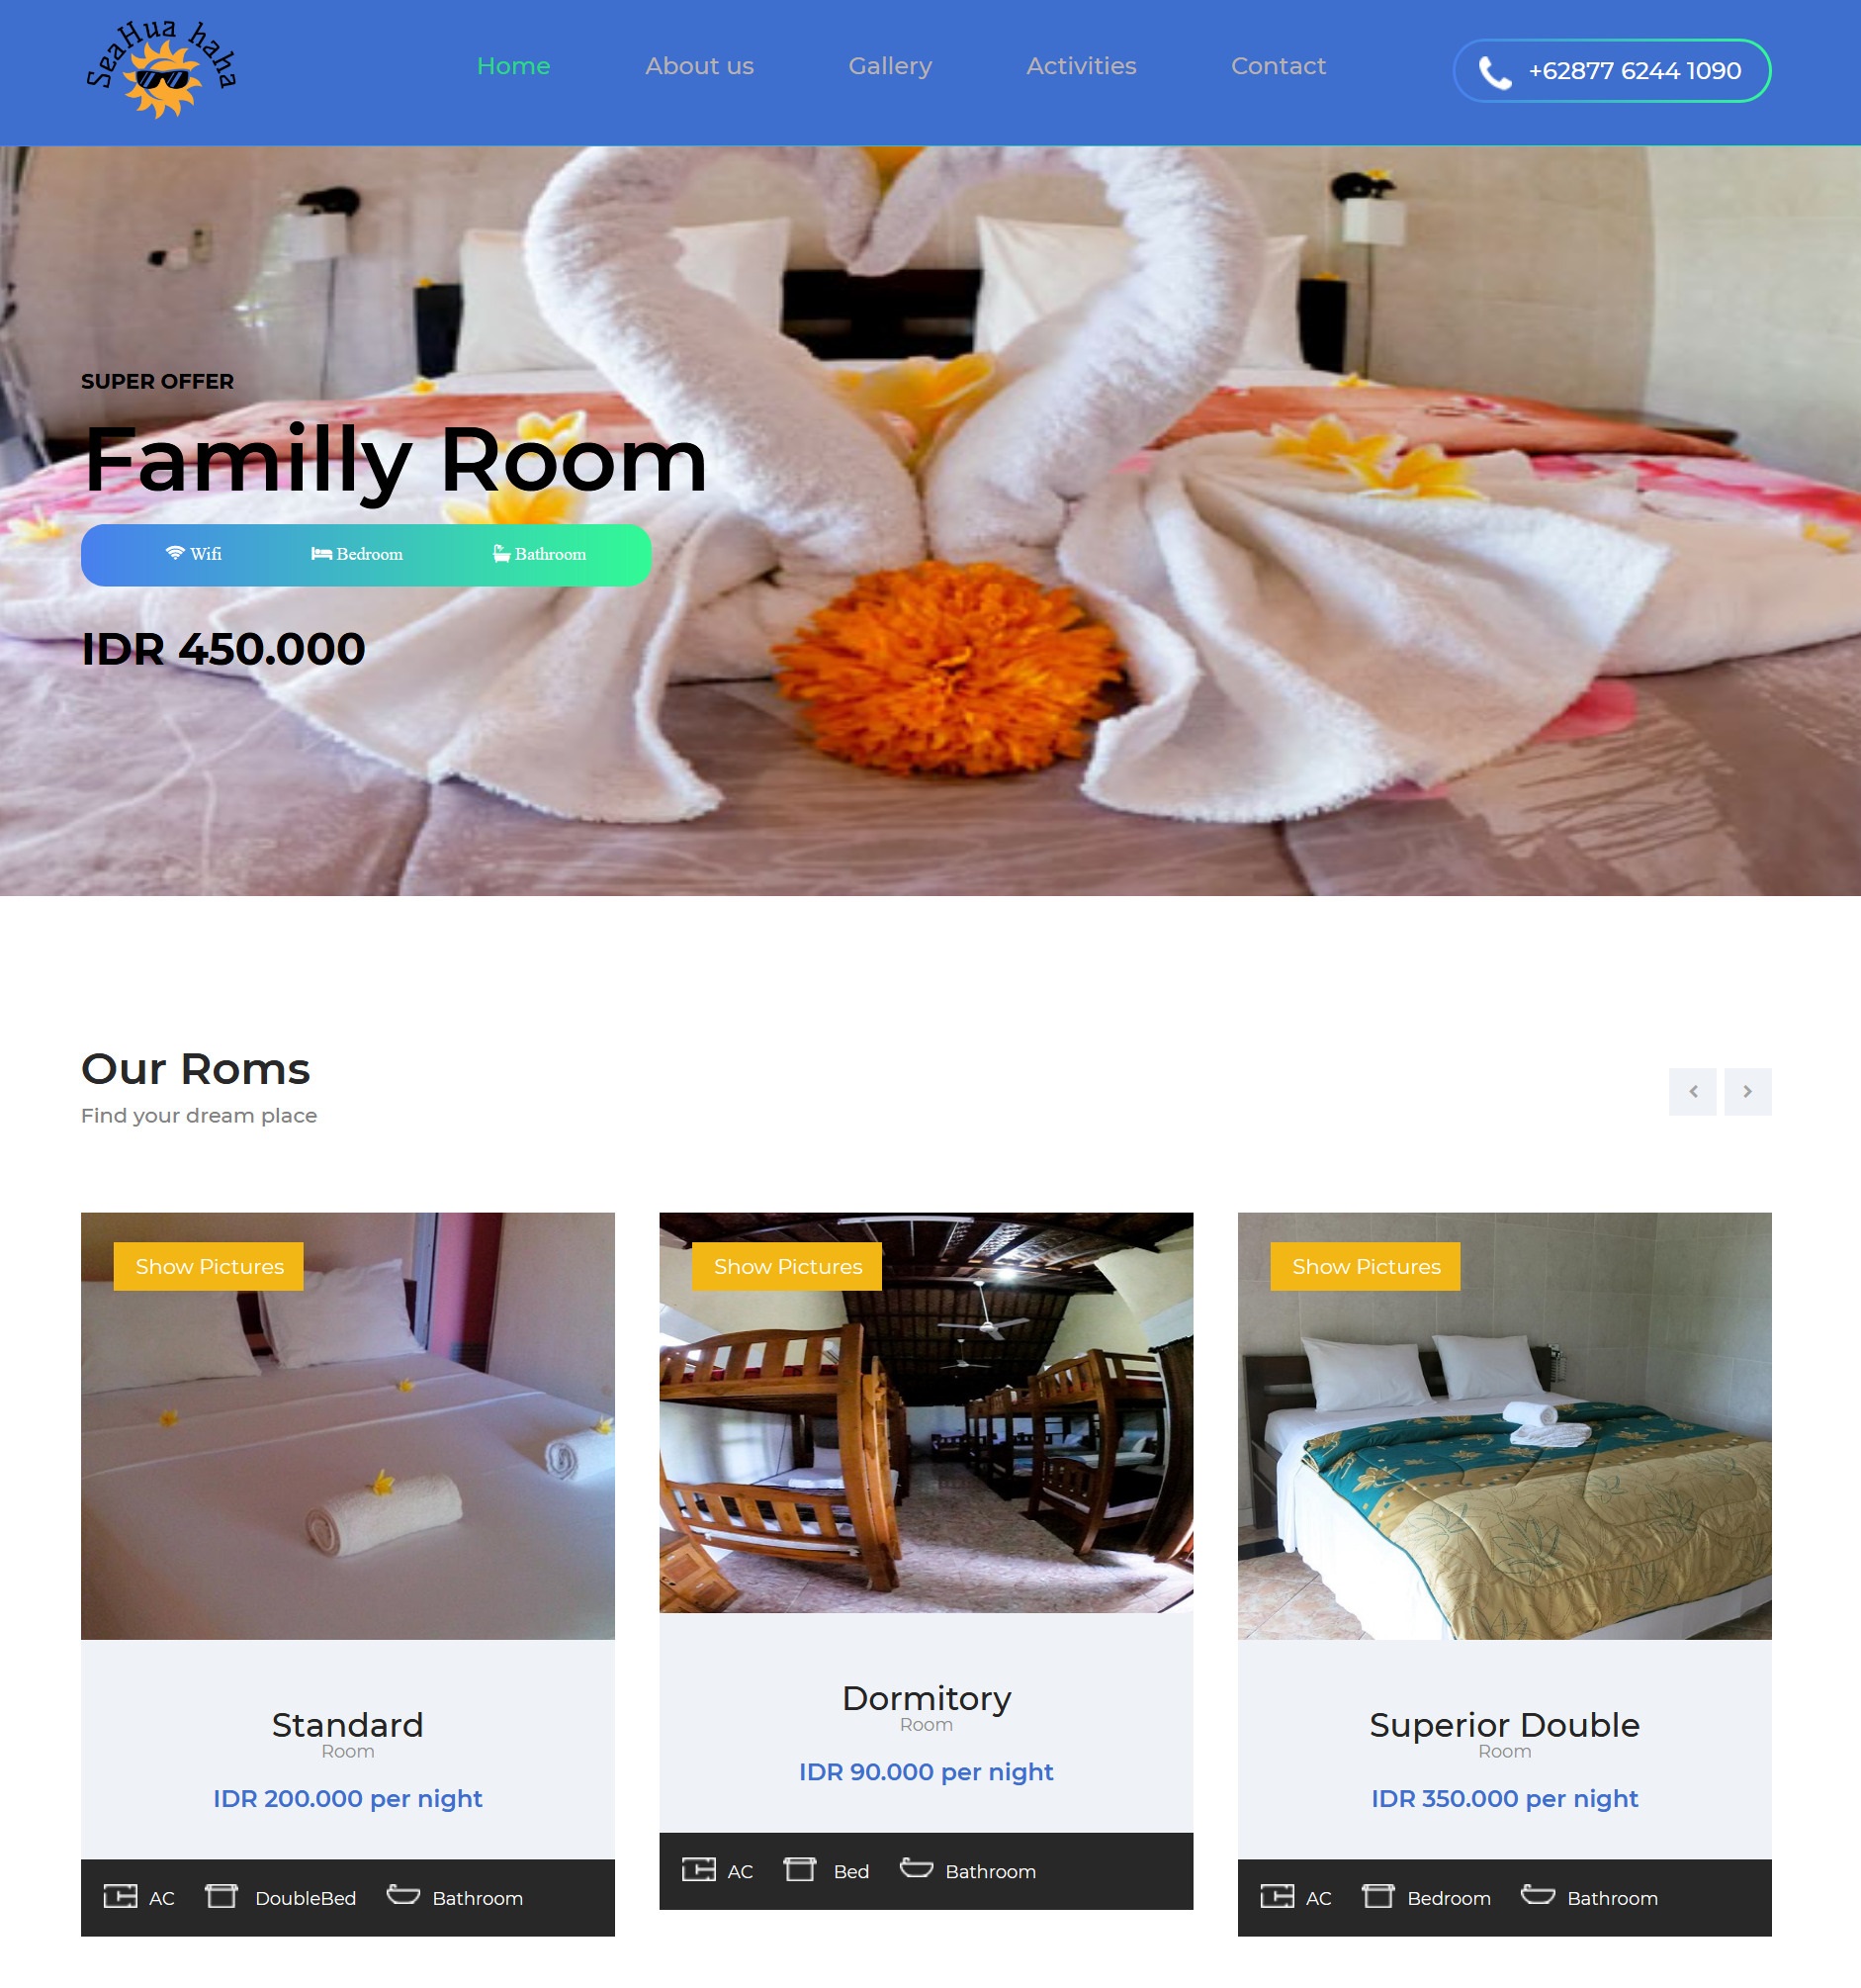 SeaHua haha
Home About us Gallery Activities Contact +62877 6244 1090
SUPER OFFER
Familly Room
Wifi Bedroom Bathroom
IDR 450.000
Our Roms
Find your dream place
Show Pictures Show Pictures Show Pictures
Standard
Room
IDR 200.000 per night
AC DoubleBed Bathroom
Dormitory
Room
IDR 90.000 per night
AC Bed Bathroom
Superior Double
Room
IDR 350.000 per night
AC Bedroom Bathroom